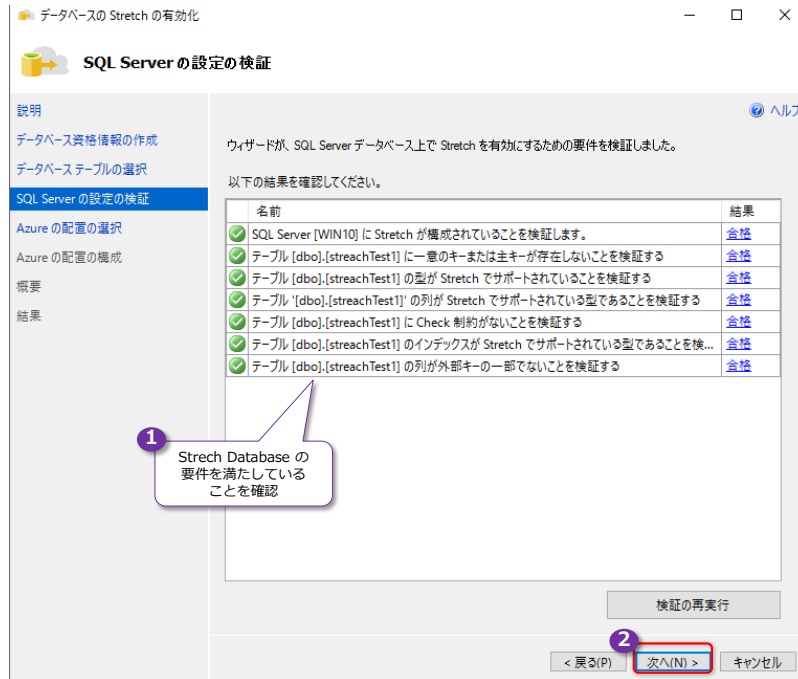 データベースの Stretch の有効化
SQL Server の設定の検証
説明
データベース資格情報の作成
データベース テーブルの選択
SQL Server の設定の検証
Azure の配置の選択
Azure の配置の構成
概要
結果
ヘルプ
ウィザードが、SQL Server データベース上で Stretch を有効にするための要件を検証しました。
以下の結果を確認してください。
名前 結果
SQL Server [WIN10] に Stretch が構成されていることを検証します。 合格
テーブル [dbo].[streachTest1] に一意のキーまたは主キーが存在しないことを検証する 合格
テーブル [dbo].[streachTest1] の型が Stretch でサポートされていることを検証する 合格
テーブル '[dbo].[streachTest1]' の列が Stretch でサポートされている型であることを検証する 合格
テーブル [dbo].[streachTest1] に Check 制約がないことを検証する 合格
テーブル [dbo].[streachTest1] のインデックスが Stretch でサポートされている型であることを検... 合格
テーブル [dbo].[streachTest1] の列が外部キーの一部でないことを検証する 合格
1
Strech Database の
要件を満たしている
ことを確認
検証の再実行
2
< 戻る(P) 次へ(N) > キャンセル